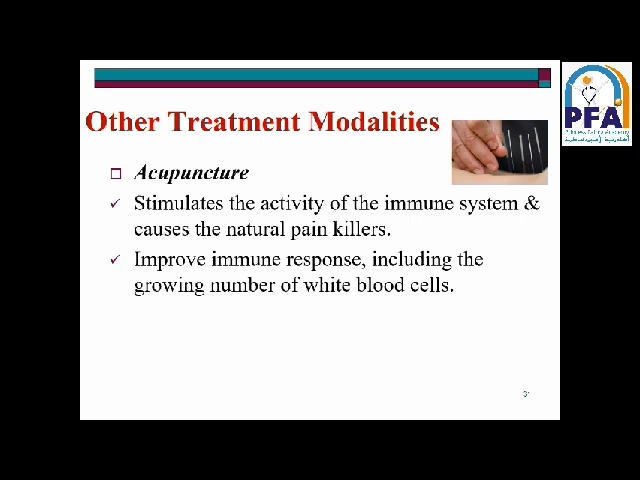 Other Treatment Modalities
Acupuncture
Stimulates the activity of the immune system &
causes the natural pain killers.
Improve immune response, including the
growing number of white blood cells.
PFA